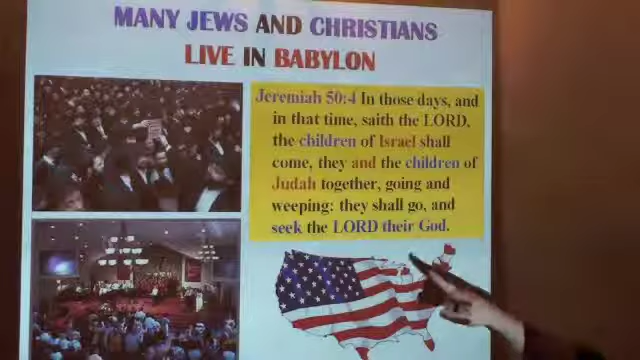 MANY JEWS AND CHRISTIANS
LIVE IN BABYLON
Jeremiah 50:4 In those days, and
in that time, saith the LORD,
the children of Israel shall
come, they and the children of
Judah together, going and
weeping: they shall go, and
seek the LORD their God.